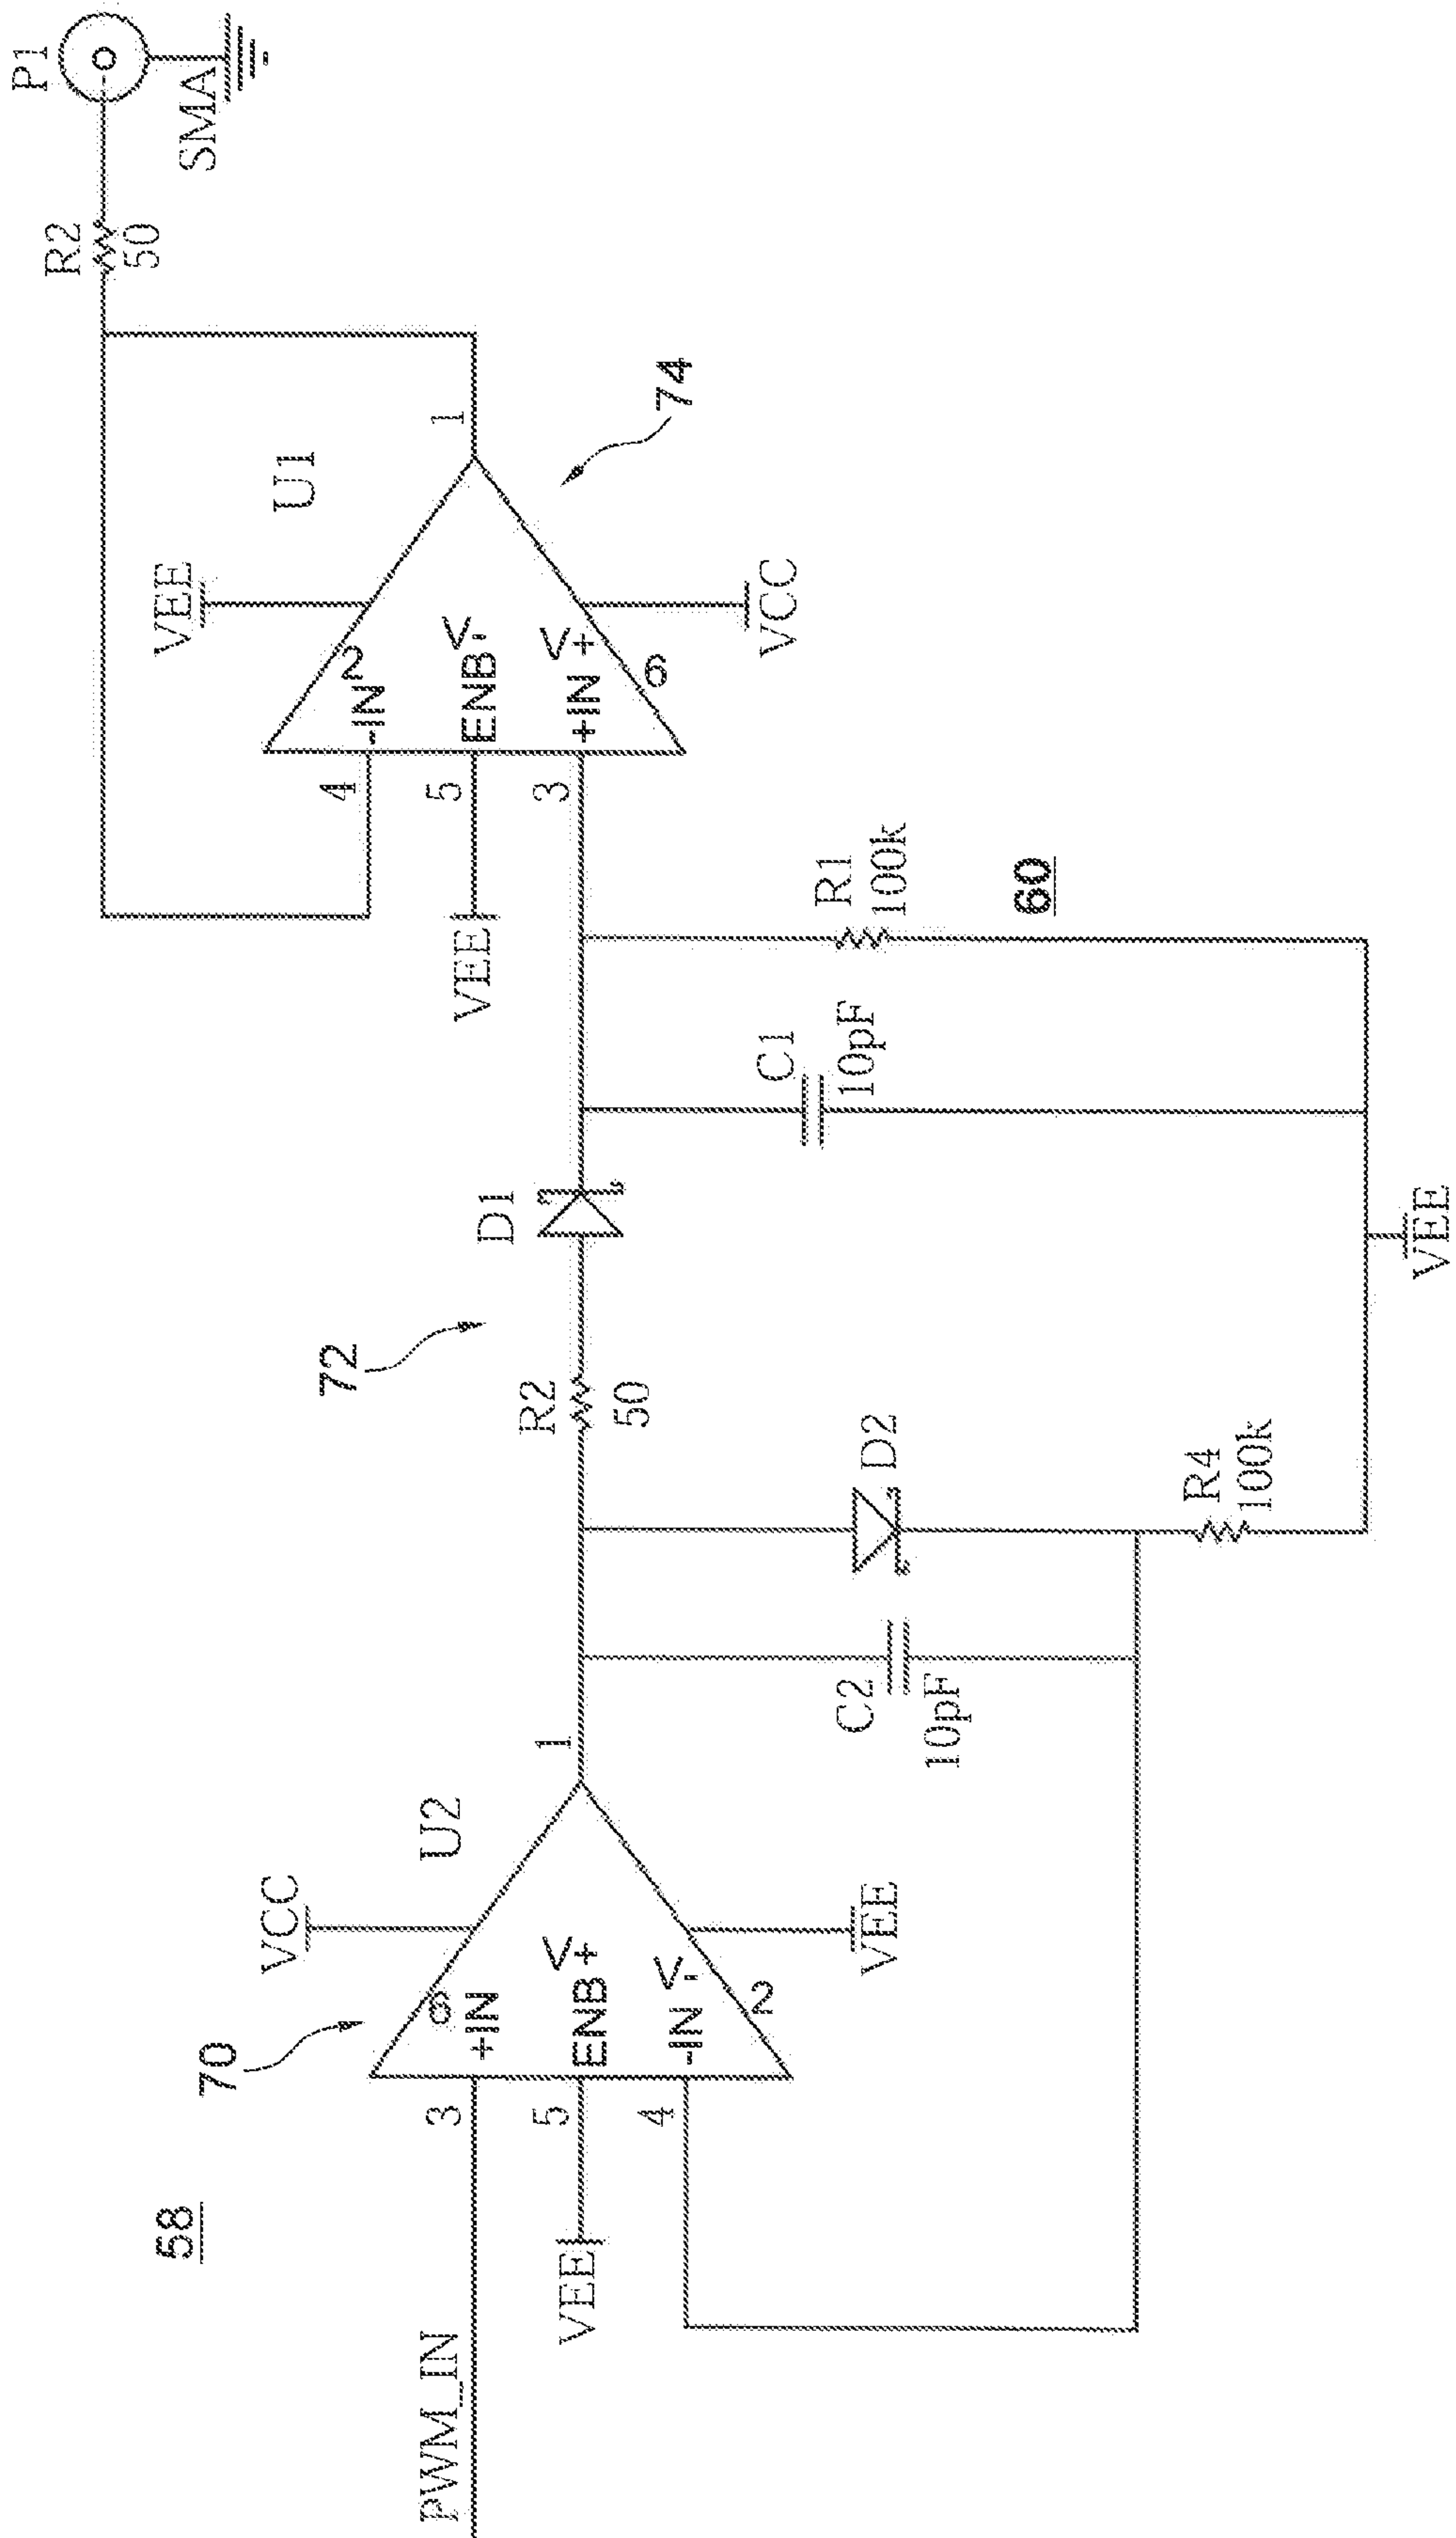 58
PWM_IN
70
VCC
U2
6
+IN
V+
ENB
V-
-IN
2
3
5
4
1
VEE
VEE
C2
10pF
D2
R4
100k
72
R2
50
D1
C1
10pF
R1
100k
60
VEE
VEE
4
5
3
2
-IN
V-
ENB
V+
+IN
6
VEE
VCC
U1
1
74
R2
50
P1
SMA